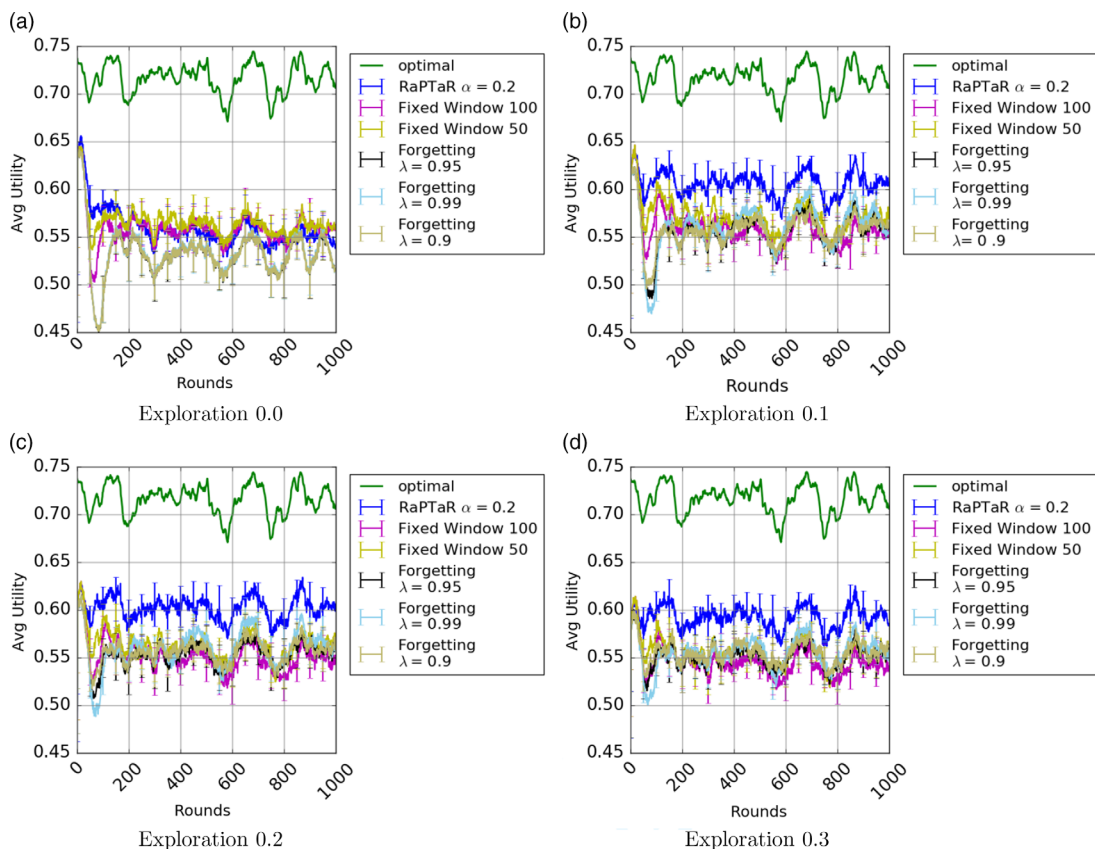 (a)
0.75
0.70
0.65
0.60
0.55
0.50
0.45
Avg Utility
0
200
400
600
800
1000
Rounds
optimal
RaPTaR α = 0.2
Fixed Window 100
Fixed Window 50
Forgetting
λ = 0.95
Forgetting
λ = 0.99
Forgetting
λ = 0.9
Exploration 0.0
(b)
0.75
0.70
0.65
0.60
0.55
0.50
0.45
Avg Utility
0
200
400
600
800
1000
Rounds
optimal
RaPTaR α = 0.2
Fixed Window 100
Fixed Window 50
Forgetting
λ = 0.95
Forgetting
λ = 0.99
Forgetting
λ = 0.9
Exploration 0.1
(c)
0.75
0.70
0.65
0.60
0.55
0.50
0.45
Avg Utility
0
200
400
600
800
1000
Rounds
optimal
RaPTaR α = 0.2
Fixed Window 100
Fixed Window 50
Forgetting
λ = 0.95
Forgetting
λ = 0.99
Forgetting
λ = 0.9
Exploration 0.2
(d)
0.75
0.70
0.65
0.60
0.55
0.50
0.45
Avg Utility
0
200
400
600
800
1000
Rounds
optimal
RaPTaR α = 0.2
Fixed Window 100
Fixed Window 50
Forgetting
λ = 0.95
Forgetting
λ = 0.99
Forgetting
λ = 0.9
Exploration 0.3